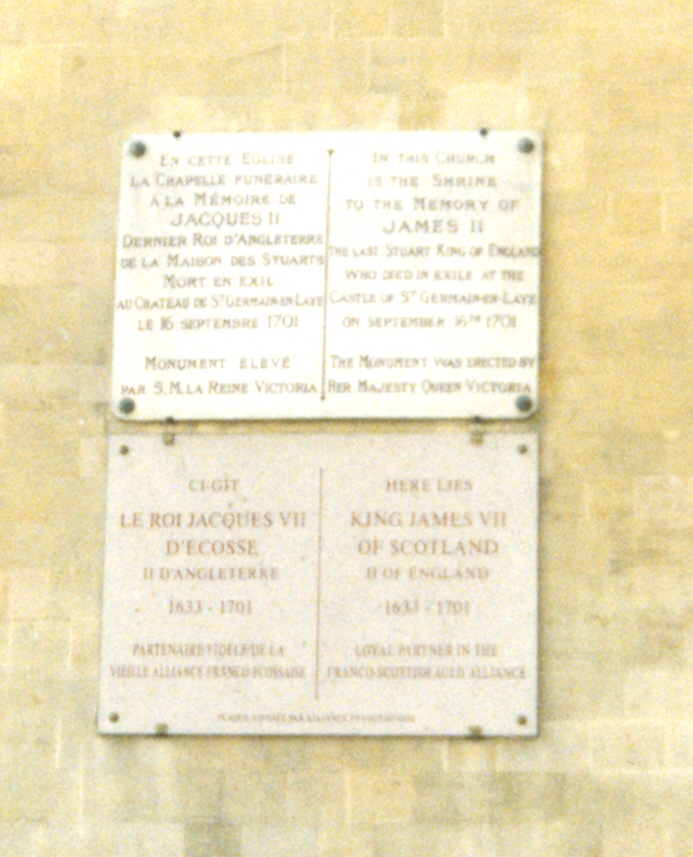 EN CETTE EGLISE
LA CHAPELLE FUNÉRAIRE
À LA MÉMOIRE DE
JACQUES II
DERNIER ROI D'ANGLETERRE
DE LA MAISON DES STUARTS
MORT EN EXIL
AU CHATEAU DE ST GERMAIN-EN-LAYE
LE 16 SEPTEMBRE 1701
MONUMENT ELEVÉ
PAR S. M. LA REINE VICTORIA
IN THIS CHURCH
IS THE SHRINE
TO THE MEMORY OF
JAMES II
THE LAST STUART KING OF ENGLAND
WHO DIED IN EXILE AT THE
CASTLE OF ST GERMAIN-EN-LAYE
ON SEPTEMBER 16TH 1701
THE MONUMENT WAS ERECTED BY
HER MAJESTY QUEEN VICTORIA
CI-GÎT
LE ROI JACQUES VII
D'ECOSSE
II D'ANGLETERRE
1633 - 1701
PARTENAIRE FIDELE DE LA
VIEILLE ALLIANCE FRANCO-ECOSSAISE
HERE LIES
KING JAMES VII
OF SCOTLAND
II OF ENGLAND
1633 - 1701
LOYAL PARTNER IN THE
FRANCO-SCOTTISH AULD ALLIANCE
PLAQUE APPOSÉE PAR